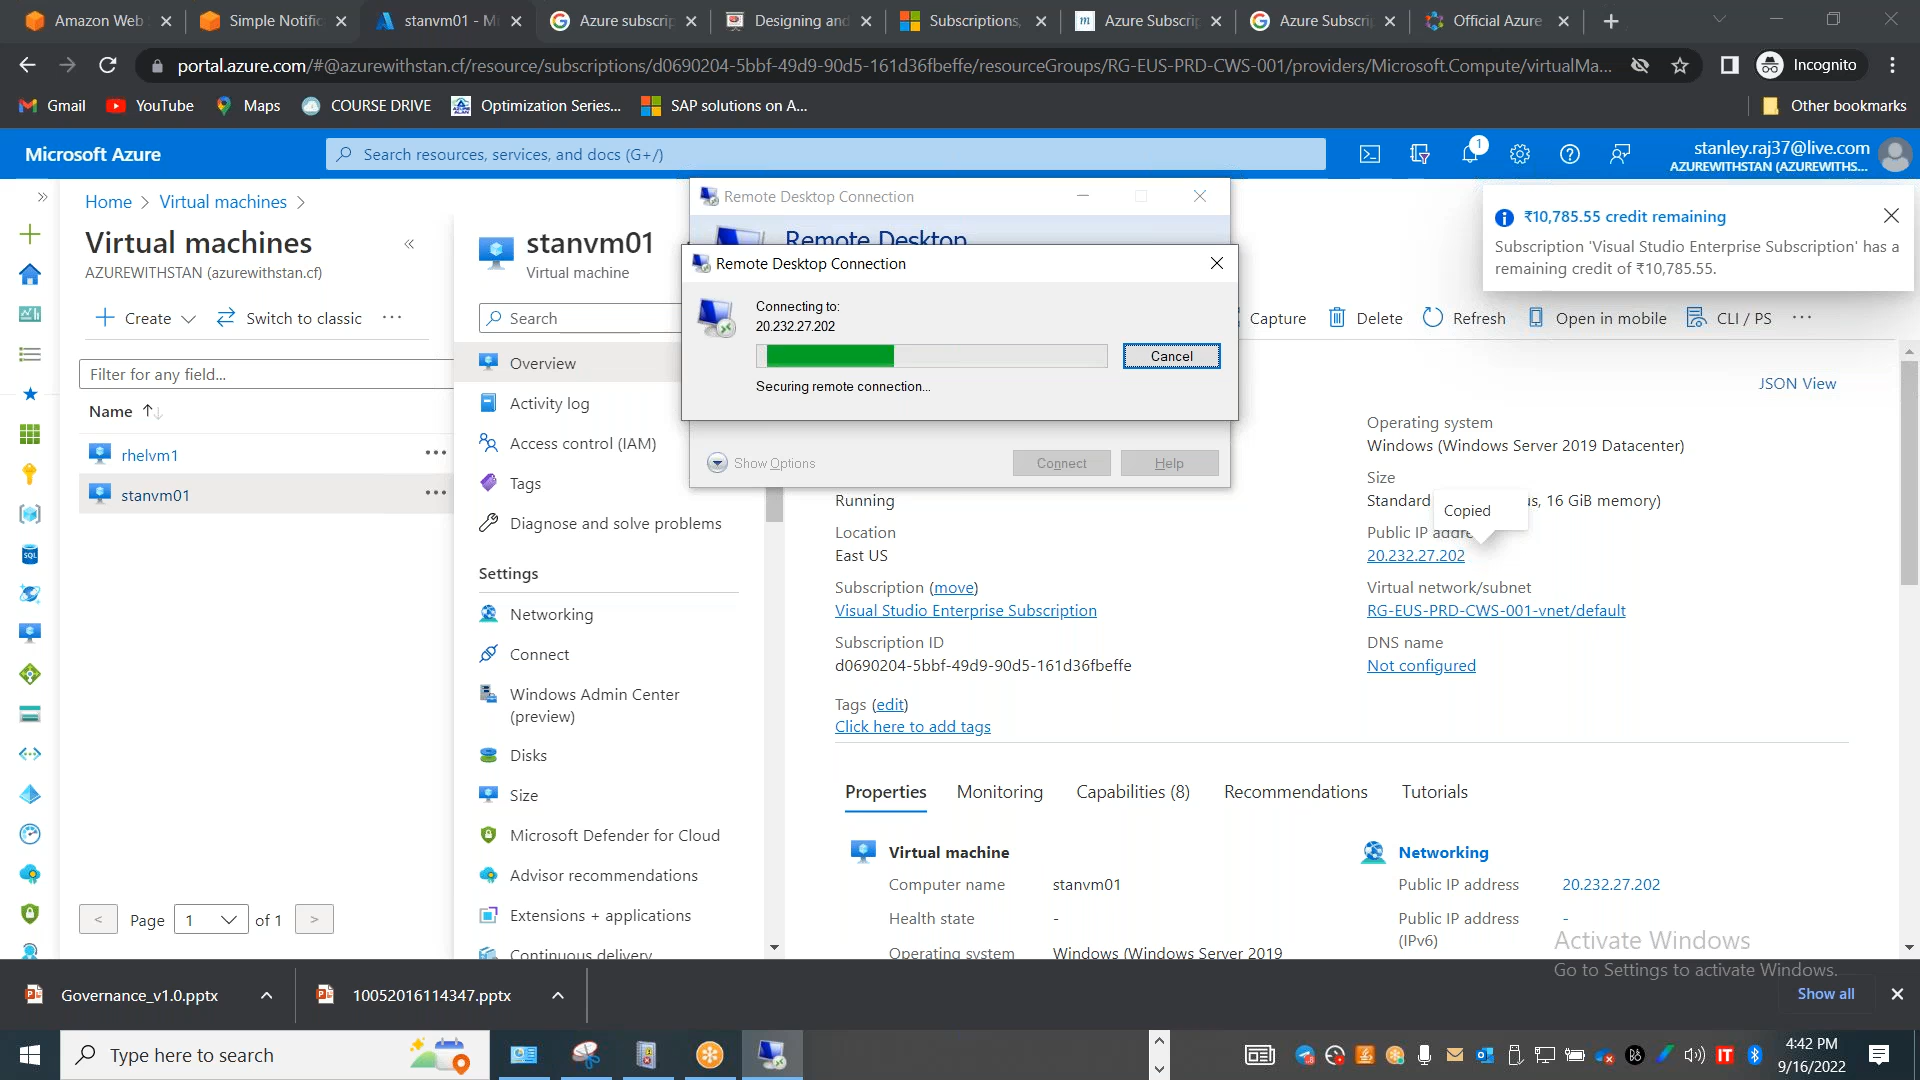 Amazon Web
Simple Notific
stanvm01 - M
Azure subscrip
Designing and
Subscriptions,
Azure Subscri
Azure Subscri
Official Azure
portal.azure.com/#@azurewithstan.cf/resource/subscriptions/d0690204-5bbf-49d9-90d5-161d36fbeffe/resourceGroups/RG-EUS-PRD-CWS-001/providers/Microsoft.Compute/virtualMa...
Incognito
Gmail
YouTube
Maps
COURSE DRIVE
Optimization Series...
SAP solutions on A...
Other bookmarks
Microsoft Azure
Search resources, services, and docs (G+/)
1
stanley.raj37@live.com
AZUREWITHSTAN (AZUREWITHS...
Home > Virtual machines >
Virtual machines
AZUREWITHSTAN (azurewithstan.cf)
Create
Switch to classic
Filter for any field...
Name
rhelvm1
stanvm01
Page 1 of 1
stanvm01
Virtual machine
Search
Overview
Activity log
Access control (IAM)
Tags
Diagnose and solve problems
Settings
Networking
Connect
Windows Admin Center
(preview)
Disks
Size
Microsoft Defender for Cloud
Advisor recommendations
Extensions + applications
Continuous delivery
Remote Desktop Connection
Remote Desktop
Remote Desktop Connection
Connecting to:
20.232.27.202
Cancel
Securing remote connection...
Show Options
Connect
Help
₹10,785.55 credit remaining
Subscription 'Visual Studio Enterprise Subscription' has a
remaining credit of ₹10,785.55.
Capture
Delete
Refresh
Open in mobile
CLI / PS
JSON View
Running
Location
East US
Subscription (move)
Visual Studio Enterprise Subscription
Subscription ID
d0690204-5bbf-49d9-90d5-161d36fbeffe
Tags (edit)
Click here to add tags
Operating system
Windows (Windows Server 2019 Datacenter)
Size
Standard us, 16 GiB memory)
Copied
Public IP addre
20.232.27.202
Virtual network/subnet
RG-EUS-PRD-CWS-001-vnet/default
DNS name
Not configured
Properties
Monitoring
Capabilities (8)
Recommendations
Tutorials
Virtual machine
Computer name stanvm01
Health state -
Operating system Windows (Windows Server 2019
Networking
Public IP address 20.232.27.202
Public IP address -
(IPv6)
Activate Windows
Go to Settings to activate Windows.
Governance_v1.0.pptx
10052016114347.pptx
Show all
Type here to search
IT
4:42 PM
9/16/2022